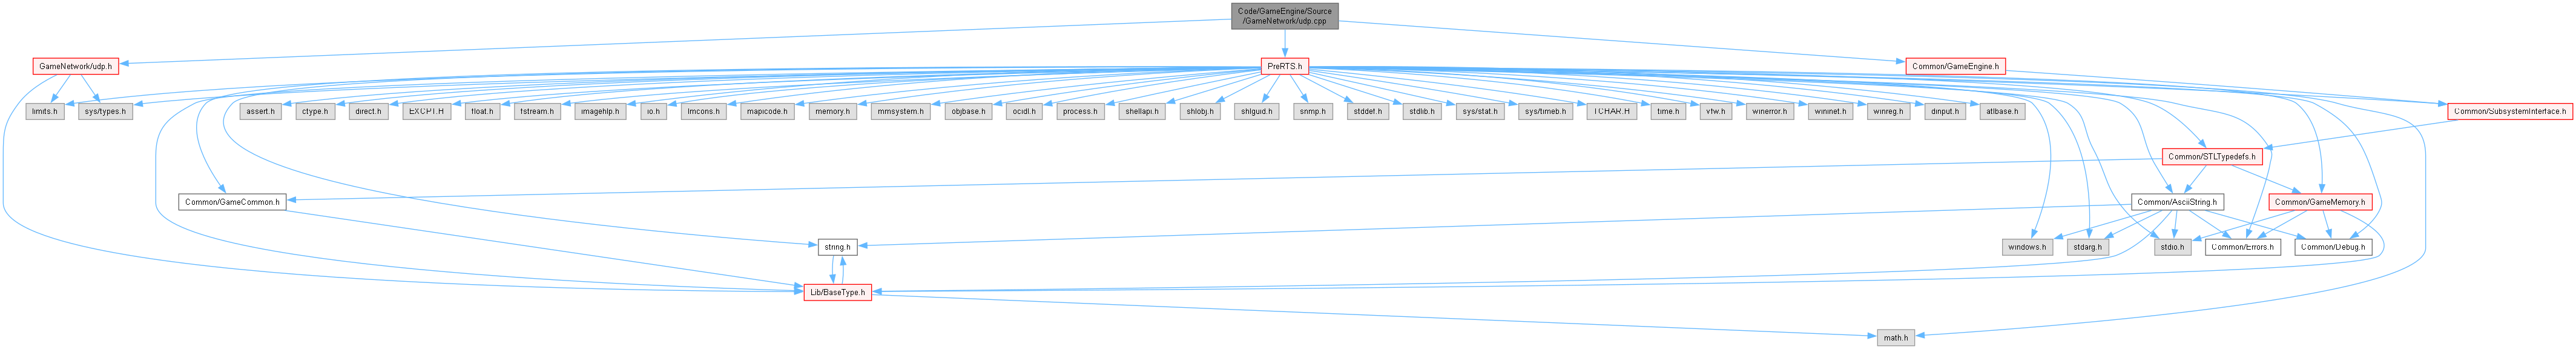 Code/GameEngine/Source
/GameNetwork/udp.cpp
GameNetwork/udp.h
PreRTS.h
Common/GameEngine.h
limits.h
sys/types.h
assert.h
ctype.h
direct.h
EXCPT.H
float.h
fstream.h
imagehlp.h
io.h
lmcons.h
mapicode.h
memory.h
mmsystem.h
objbase.h
ocidl.h
process.h
shellapi.h
shlobj.h
shlguid.h
snmp.h
stddef.h
stdlib.h
sys/stat.h
sys/timeb.h
TCHAR.H
time.h
vfw.h
winerror.h
wininet.h
winreg.h
dinput.h
atlbase.h
Common/SubsystemInterface.h
Common/STLTypedefs.h
Common/GameCommon.h
Common/AsciiString.h
Common/GameMemory.h
string.h
windows.h
stdarg.h
stdio.h
Common/Errors.h
Common/Debug.h
Lib/BaseType.h
math.h